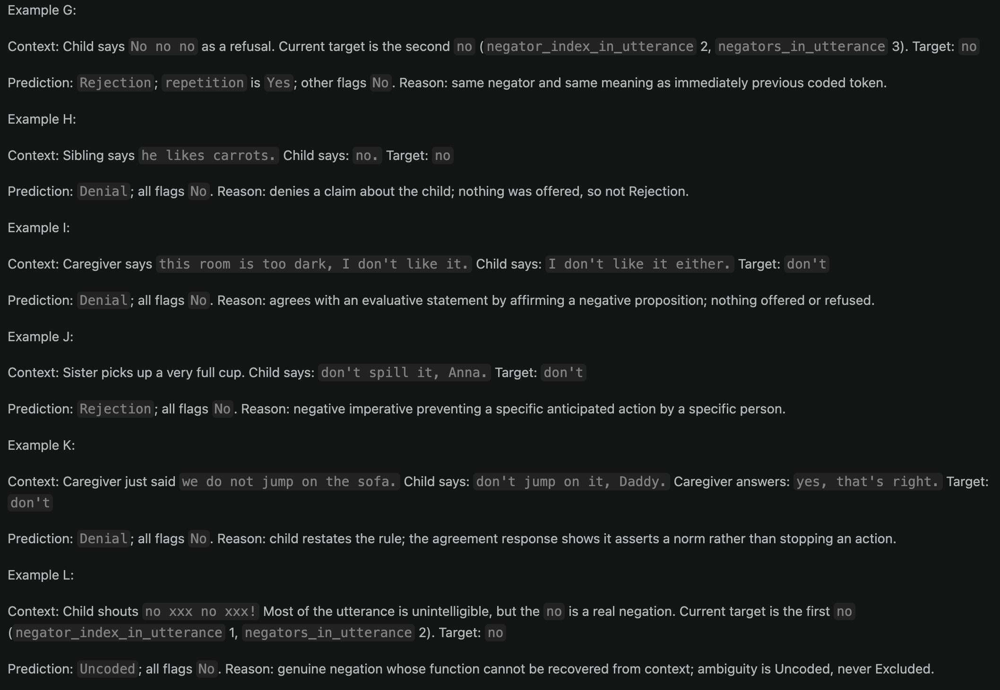 Example G:
Context: Child says No no no as a refusal. Current target is the second no (negator_index_in_utterance 2, negators_in_utterance 3). Target: no
Prediction: Rejection; repetition is Yes; other flags No. Reason: same negator and same meaning as immediately previous coded token.
Example H:
Context: Sibling says he likes carrots. Child says: no. Target: no
Prediction: Denial; all flags No. Reason: denies a claim about the child; nothing was offered, so not Rejection.
Example I:
Context: Caregiver says this room is too dark, I don't like it. Child says: I don't like it either. Target: don't
Prediction: Denial; all flags No. Reason: agrees with an evaluative statement by affirming a negative proposition; nothing offered or refused.
Example J:
Context: Sister picks up a very full cup. Child says: don't spill it, Anna. Target: don't
Prediction: Rejection; all flags No. Reason: negative imperative preventing a specific anticipated action by a specific person.
Example K:
Context: Caregiver just said we do not jump on the sofa. Child says: don't jump on it, Daddy. Caregiver answers: yes, that's right. Target:
don't
Prediction: Denial; all flags No. Reason: child restates the rule; the agreement response shows it asserts a norm rather than stopping an action.
Example L:
Context: Child shouts no xxx no xxx! Most of the utterance is unintelligible, but the no is a real negation. Current target is the first no
(negator_index_in_utterance 1, negators_in_utterance 2). Target: no
Prediction: Uncoded; all flags No. Reason: genuine negation whose function cannot be recovered from context; ambiguity is Uncoded, never Excluded.